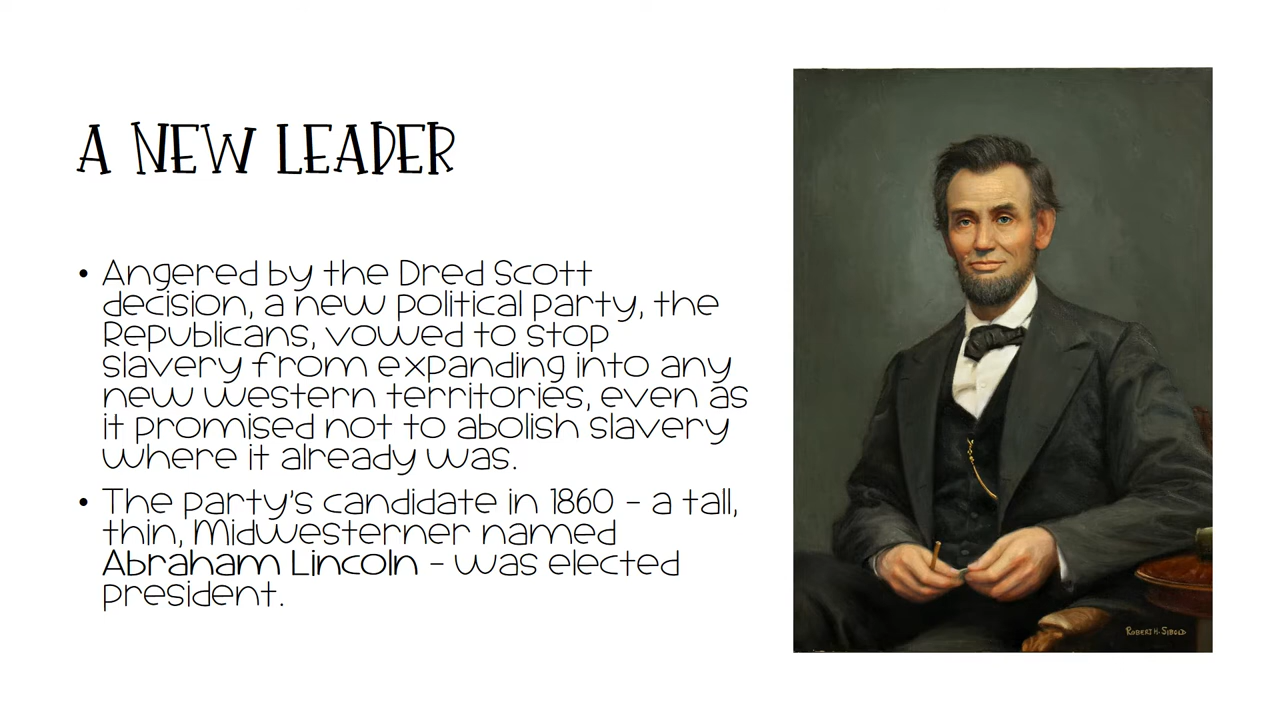 A NEW LEADER
• Angered by the Dred Scott
decision, a new political party, the
Republicans, vowed to stop
slavery from expanding into any
new western territories, even as
it promised not to abolish slavery
where it already was.
• The party's candidate in 1860 – a tall,
thin, Midwesterner named
Abraham Lincoln – was elected
president.
ROBERT H. SIBOLD